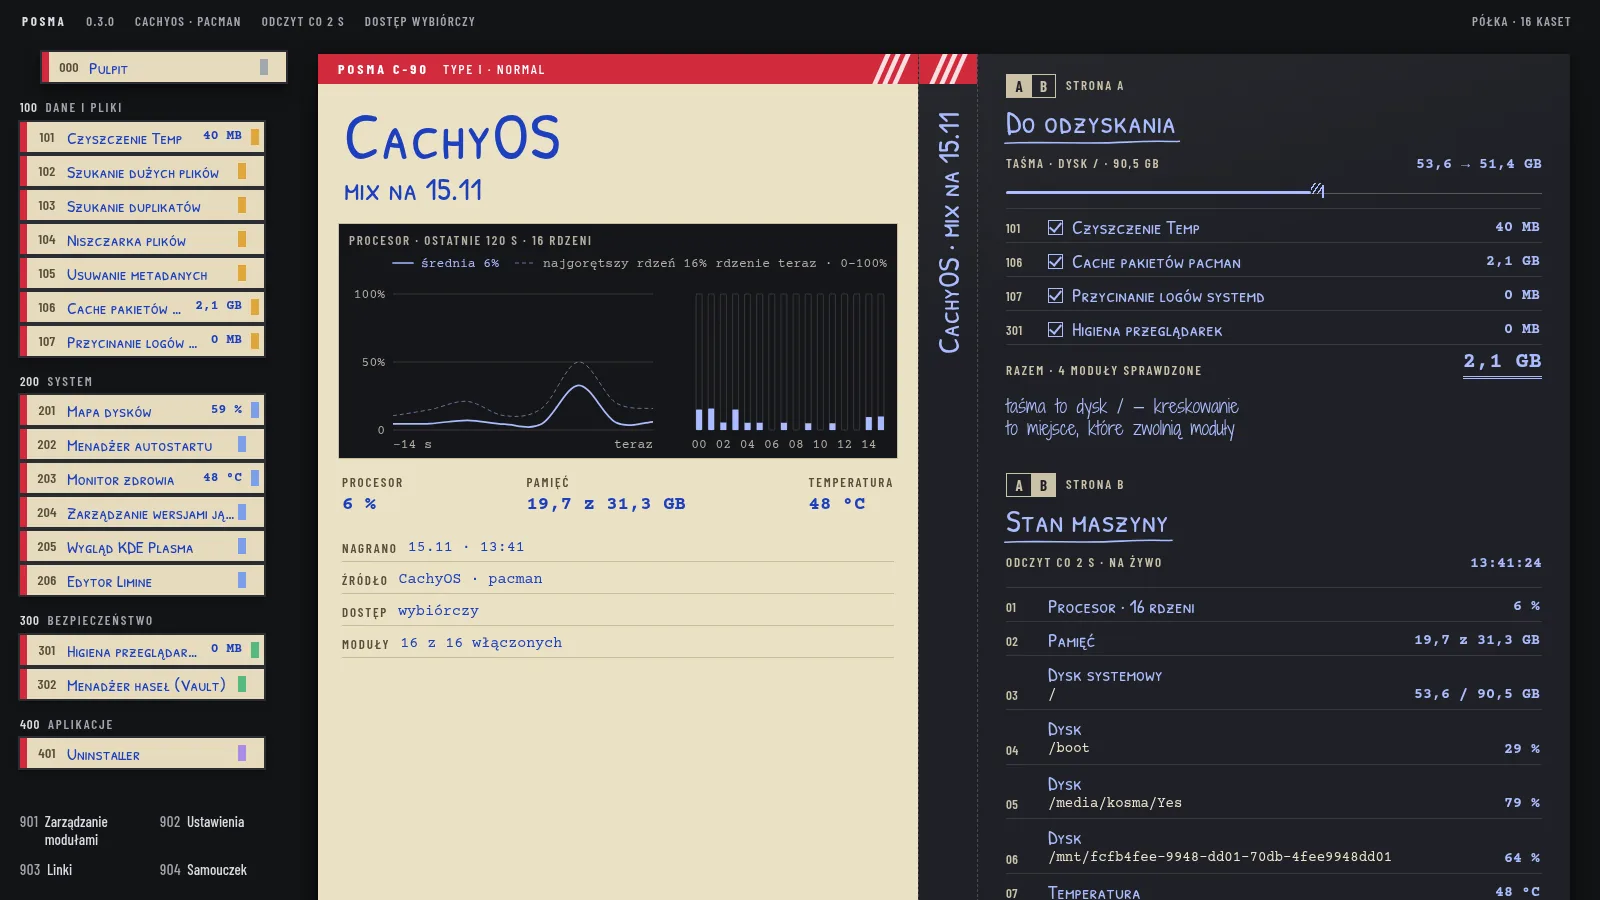 POSMA 0.3.0 CACHYOS · PACMAN ODCZYT CO 2 S DOSTĘP WYBIÓRCZY PÓŁKA · 16 KASET
000 Pulpit
100 DANE I PLIKI
101 Czyszczenie Temp 40 MB
102 Szukanie dużych plików
103 Szukanie duplikatów
104 Niszczarka plików
105 Usuwanie metadanych
106 Cache pakietów … 2,1 GB
107 Przycinanie logów … 0 MB
200 SYSTEM
201 Mapa dysków 59 %
202 Menadżer autostartu
203 Monitor zdrowia 48 °C
204 Zarządzanie wersjami ją…
205 Wygląd KDE Plasma
206 Edytor Limine
300 BEZPIECZEŃSTWO
301 Higiena przeglądar… 0 MB
302 Menadżer haseł (Vault)
400 APLIKACJE
401 Uninstaller
901 Zarządzanie modułami
902 Ustawienia
903 Linki
904 Samouczek
POSMA C-90 TYPE I · NORMAL
CachyOS
mix na 15.11
PROCESOR · OSTATNIE 120 S · 16 RDZENI
średnia 6% najgorętszy rdzeń 16% rdzenie teraz · 0–100%
100%
50%
0
−14 s teraz 00 02 04 06 08 10 12 14
PROCESOR PAMIĘĆ TEMPERATURA
6 % 19,7 z 31,3 GB 48 °C
NAGRANO 15.11 · 13:41
ŹRÓDŁO CachyOS · pacman
DOSTĘP wybiórczy
MODUŁY 16 z 16 włączonych
CachyOS · mix na 15.11
A B STRONA A
Do odzyskania
TAŚMA · DYSK / · 90,5 GB 53,6 → 51,4 GB
101 Czyszczenie Temp 40 MB
106 Cache pakietów pacman 2,1 GB
107 Przycinanie logów systemd 0 MB
301 Higiena przeglądarek 0 MB
RAZEM · 4 MODUŁY SPRAWDZONE 2,1 GB
taśma to dysk / — kreskowanie
to miejsce, które zwolnią moduły
A B STRONA B
Stan maszyny
ODCZYT CO 2 S · NA ŻYWO 13:41:24
01 Procesor · 16 rdzeni 6 %
02 Pamięć 19,7 z 31,3 GB
03 Dysk systemowy
/ 53,6 / 90,5 GB
04 Dysk
/boot 29 %
05 Dysk
/media/kosma/Yes 79 %
06 Dysk
/mnt/fcfb4fee-9948-dd01-70db-4fee9948dd01 64 %
07 Temperatura 48 °C